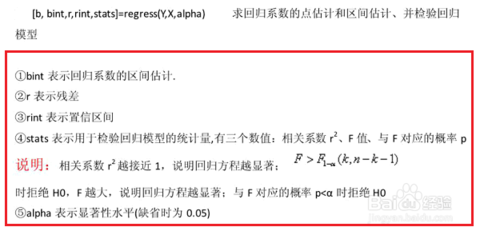 [b, bint,r,rint,stats]=regress(Y,X,alpha) 求回归系数的点估计和区间估计、并检验回归
模型
①bint 表示回归系数的区间估计.
②r 表示残差
③rint 表示置信区间
④stats 表示用于检验回归模型的统计量,有三个数值：相关系数 r²、F 值、与 F 对应的概率 p
说明：相关系数 r² 越接近 1，说明回归方程越显著；F > F₁₋α(k,n−k−1)
时拒绝 H0，F 越大，说明回归方程越显著；与 F 对应的概率 p<α 时拒绝 H0
⑤alpha 表示显著性水平(缺省时为 0.05)
Baidu 经验
jingyan.baidu.com